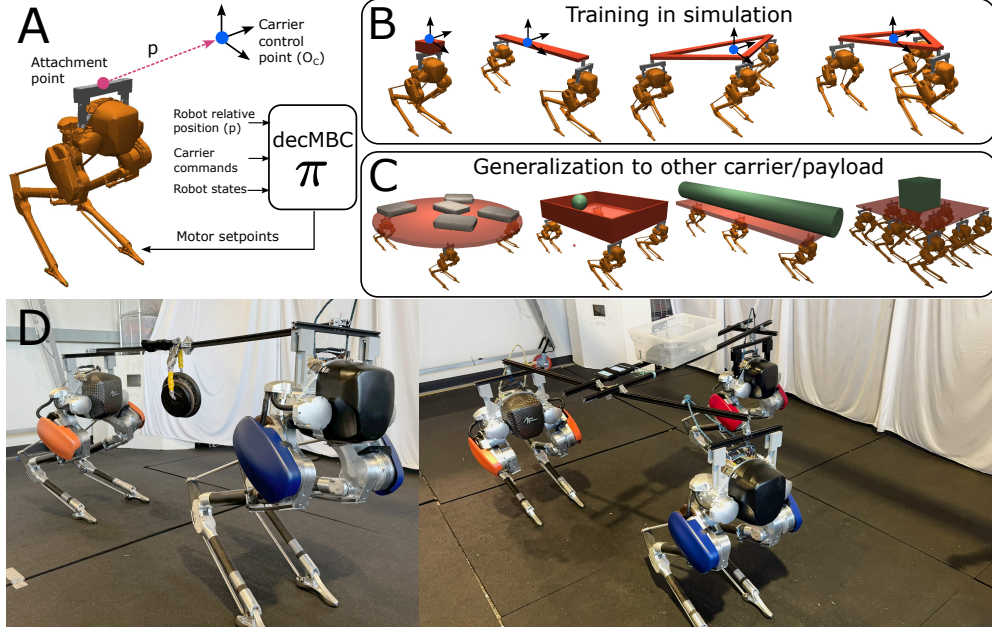 A
Attachment
point
p
Carrier
control
point (O_C)
Robot relative
position (p)
Carrier
commands
Robot states
decMBC
π
Motor setpoints
B
Training in simulation
C
Generalization to other carrier/payload
D